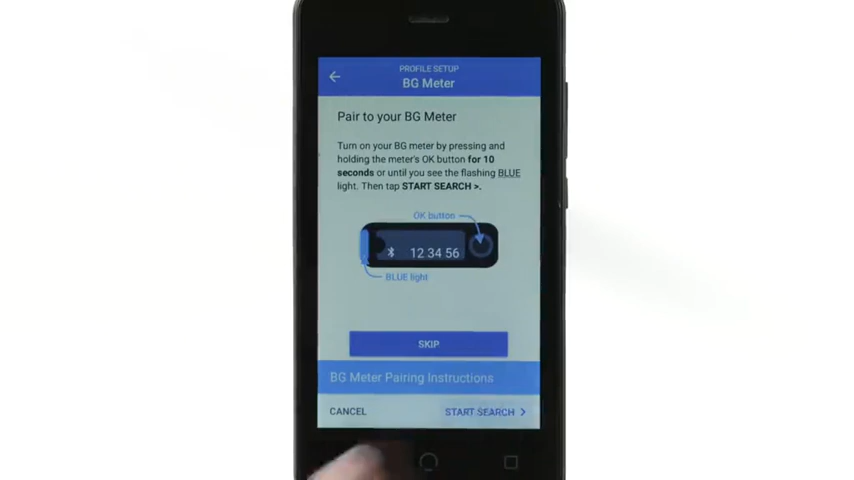 PROFILE SETUP
BG Meter
Pair to your BG Meter
Turn on your BG meter by pressing and
holding the meter's OK button for 10
seconds or until you see the flashing BLUE
light. Then tap START SEARCH >.
OK button
12 34 56
BLUE light
SKIP
BG Meter Pairing Instructions
CANCEL
START SEARCH >